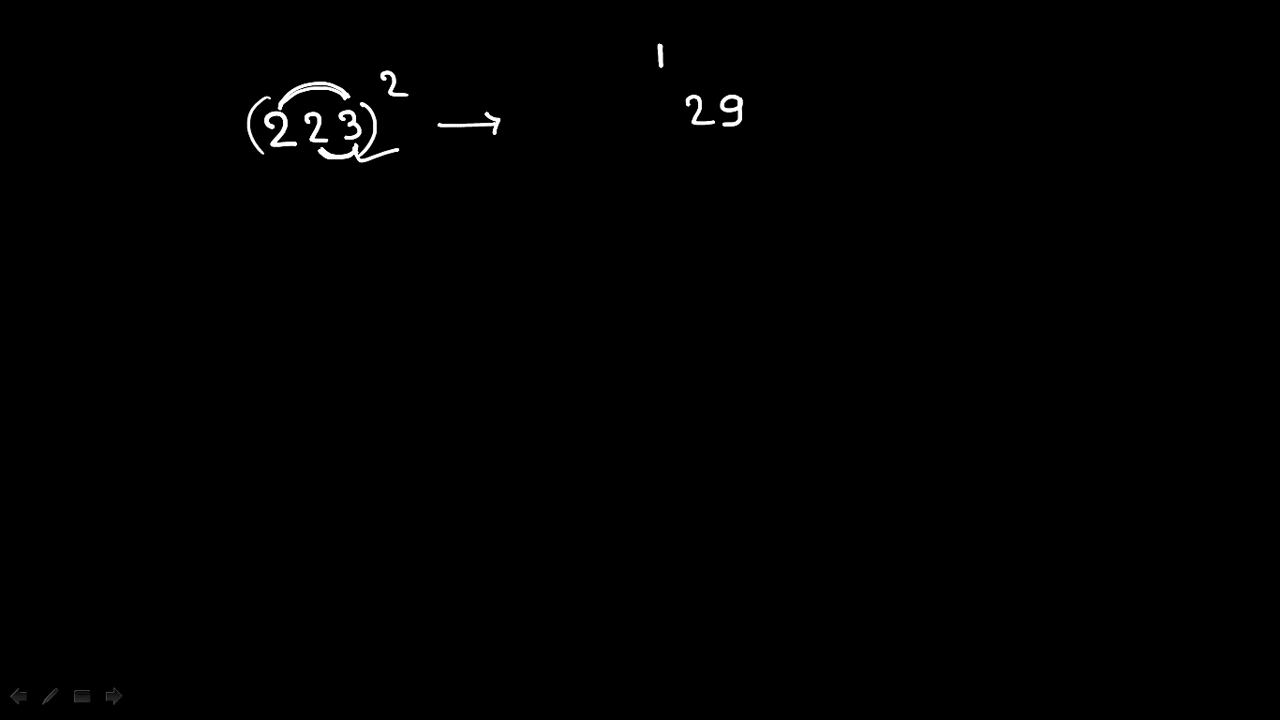 1
(223)² → 29